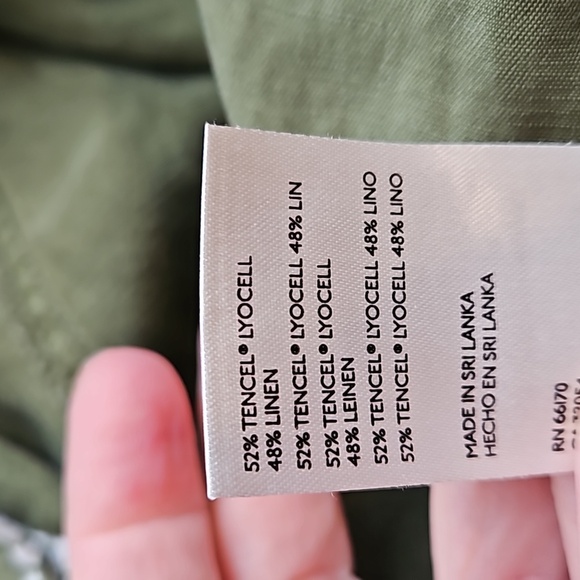 52% TENCEL® LYOCELL
48% LINEN
52% TENCEL® LYOCELL 48% LIN
52% TENCEL® LYOCELL
48% LEINEN
52% TENCEL® LYOCELL 48% LINO
52% TENCEL® LYOCELL 48% LINO
MADE IN SRI LANKA
HECHO EN SRI LANKA
RN 66170